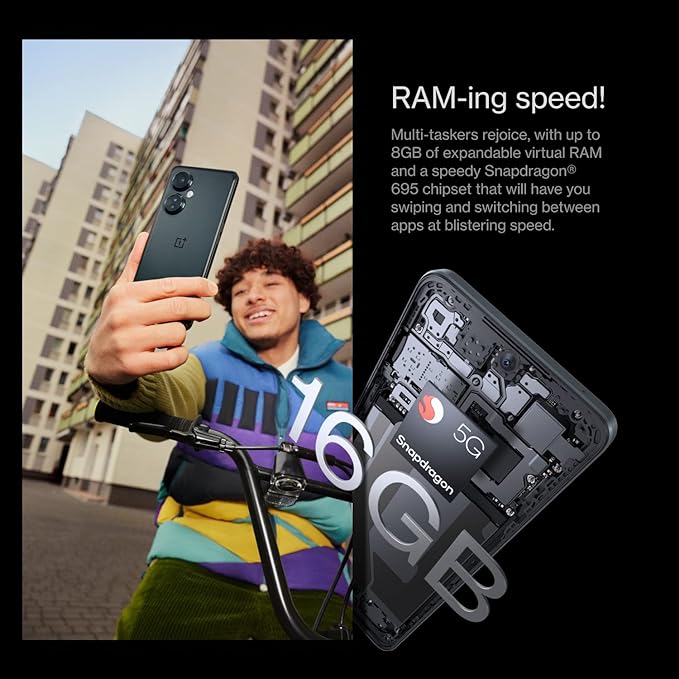 RAM-ing speed!
Multi-taskers rejoice, with up to
8GB of expandable virtual RAM
and a speedy Snapdragon®
695 chipset that will have you
swiping and switching between
apps at blistering speed.
5G
Snapdragon
16GB